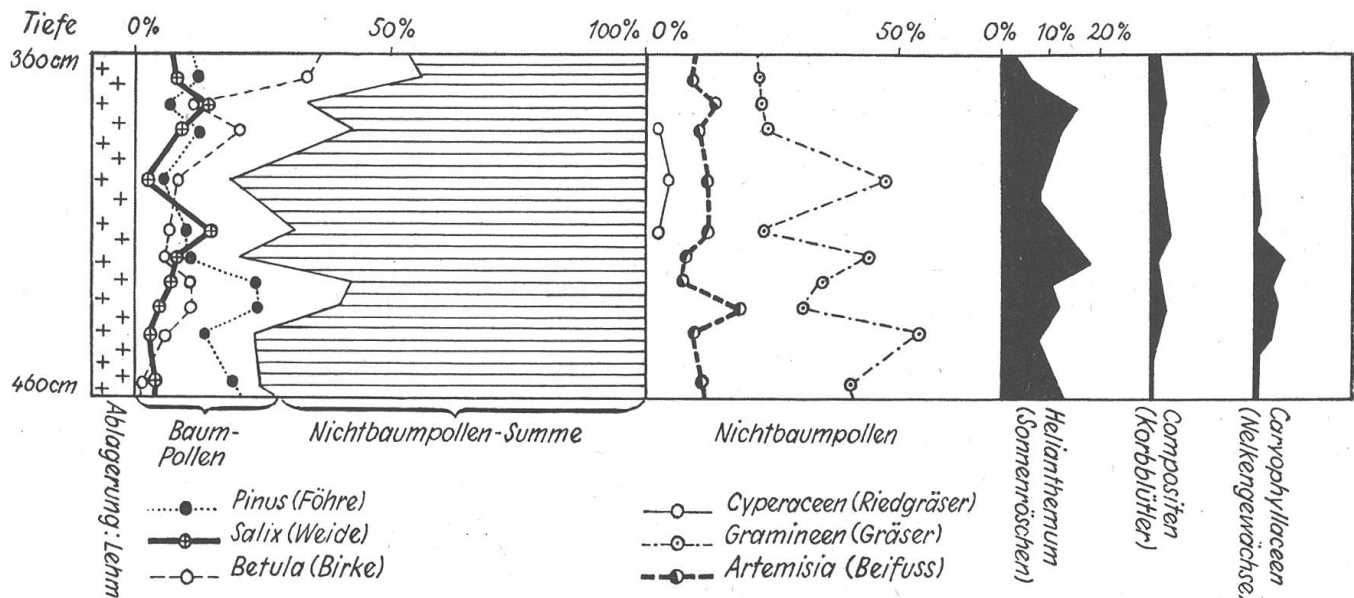 Tiefe 0% 50% 100% 0% 50% 0% 10% 20%
360cm
460cm
Ablagerung: Lehm
Baum-
Pollen
Nichtbaumpollen-Summe
Nichtbaumpollen
Pinus (Föhre)
Salix (Weide)
Betula (Birke)
Cyperaceen (Riedgräser)
Gramineen (Gräser)
Artemisia (Beifuss)
Helianthemum
(Sonnenröschen)
Compositen
(Korbblütler)
Caryophyllaceen
(Nelkengewächse)